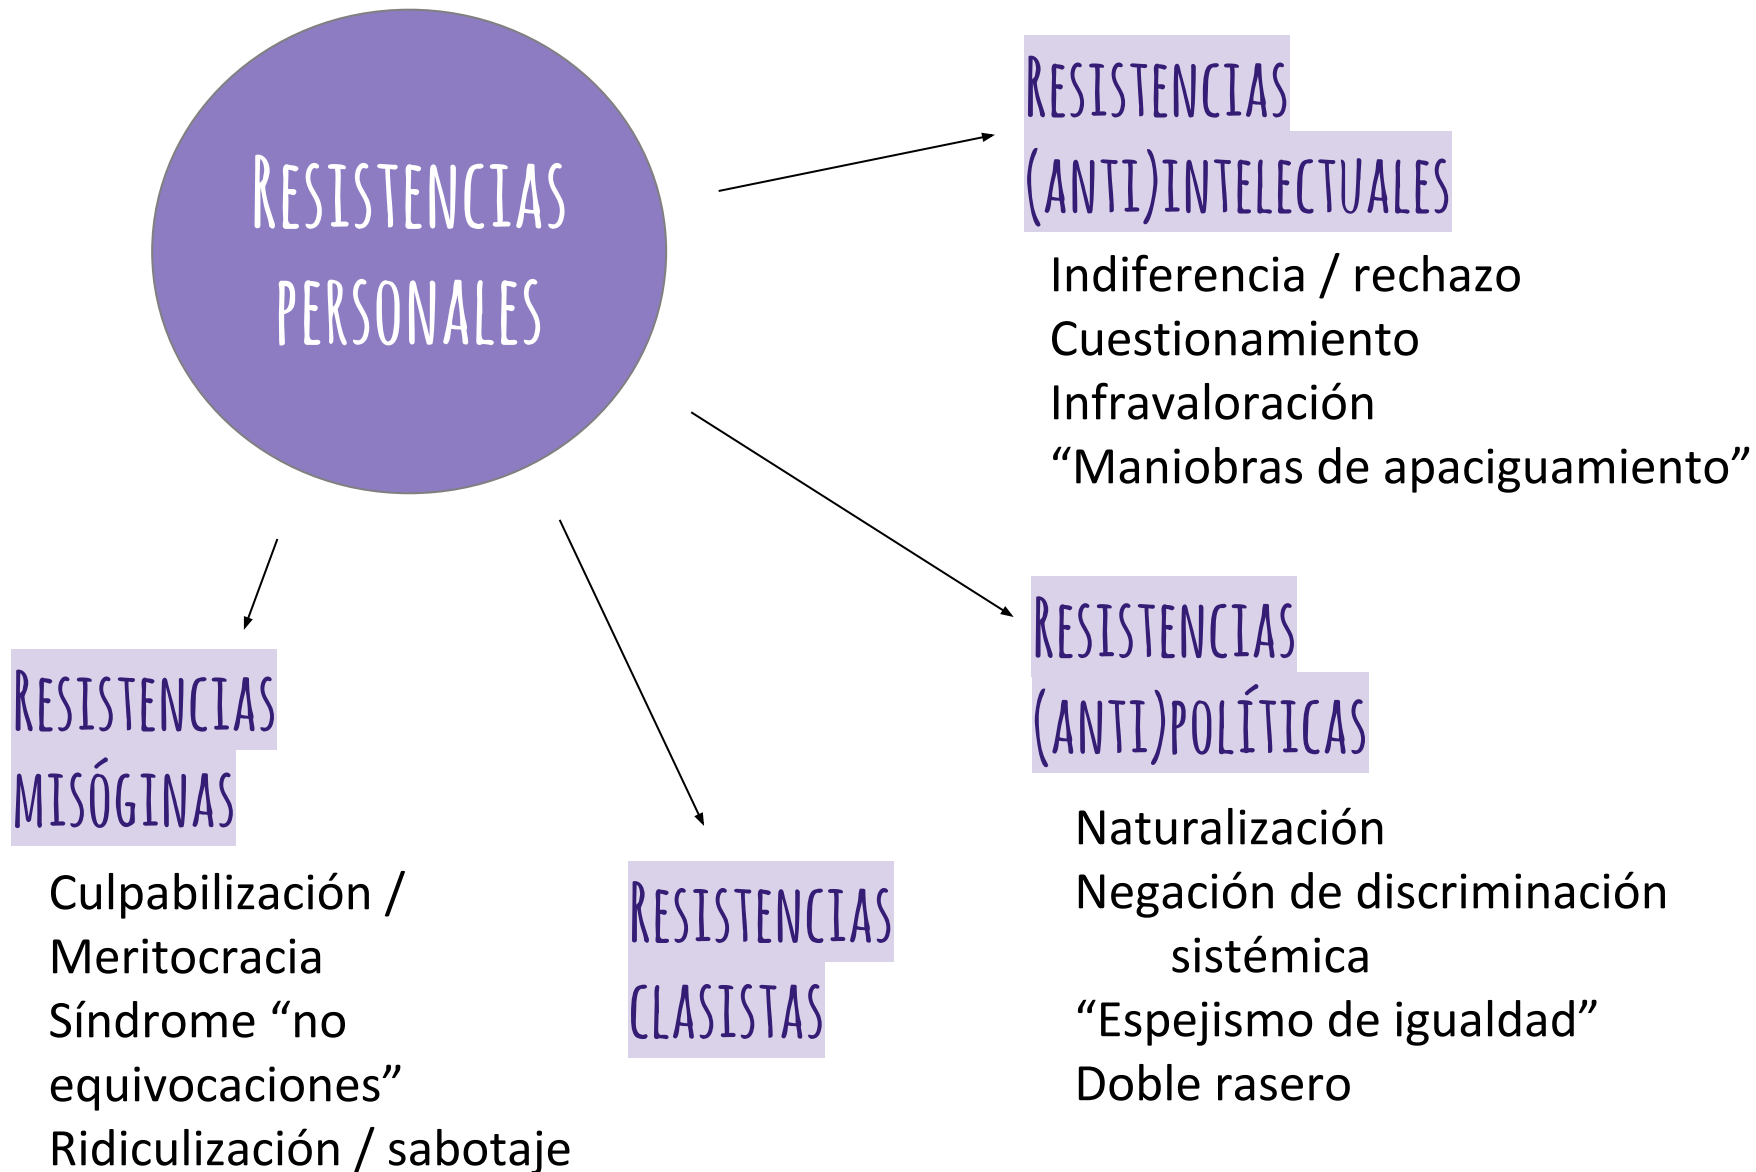 Resistencias
personales
Resistencias
(anti)intelectuales
Indiferencia / rechazo
Cuestionamiento
Infravaloración
“Maniobras de apaciguamiento”
Resistencias
(anti)políticas
Naturalización
Negación de discriminación
sistémica
“Espejismo de igualdad”
Doble rasero
Resistencias
clasistas
Resistencias
misóginas
Culpabilización /
Meritocracia
Síndrome “no
equivocaciones”
Ridiculización / sabotaje